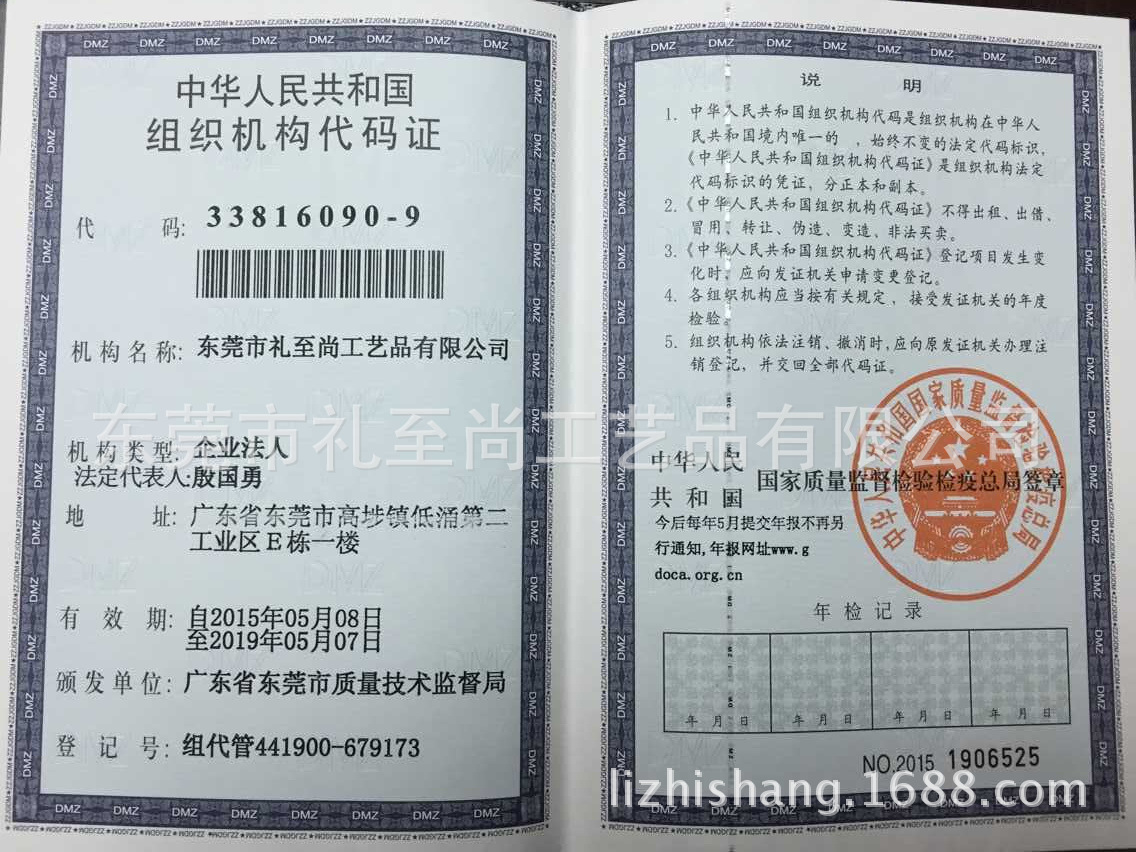 中华人民共和国
组织机构代码证
代 码: 33816090-9
机构名称: 东莞市礼至尚工艺品有限公司
机构类型: 企业法人
法定代表人:殷国勇
地 址: 广东省东莞市高埗镇低涌第二
工业区E栋一楼
有 效 期: 自2015年05月08日
至2019年05月07日
颁发单位: 广东省东莞市质量技术监督局
登 记 号: 组代管441900-679173
说 明
1. 中华人民共和国组织机构代码是组织机构在中华人
民共和国境内唯一的 ,始终不变的法定代码标识,
《中华人民共和国组织机构代码证》是组织机构法定
代码标识的凭证,分正本和副本。
2.《中华人民共和国组织机构代码证》不得出租、出借、
冒用、转让、伪造、变造、非法买卖。
3.《中华人民共和国组织机构代码证》登记项目发生变
化时,应向发证机关申请变更登记。
4. 各组织机构应当按有关规定,接受发证机关的年度
检验。
5. 组织机构依法注销、撤消时,应向原发证机关办理注
销登记,并交回全部代码证。
中华人民
共和国 国家质量监督检验检疫总局签章
中华人民共和国国家质量监督检验检疫总局
今后每年5月提交年报不再另
行通知,年报网址www.g
doca.org.cn
年检记录
年 月 日 年 月 日 年 月 日 年 月 日
NO.2015 1906525
东莞市礼至尚工艺品有限公司
lizhishang.1688.com